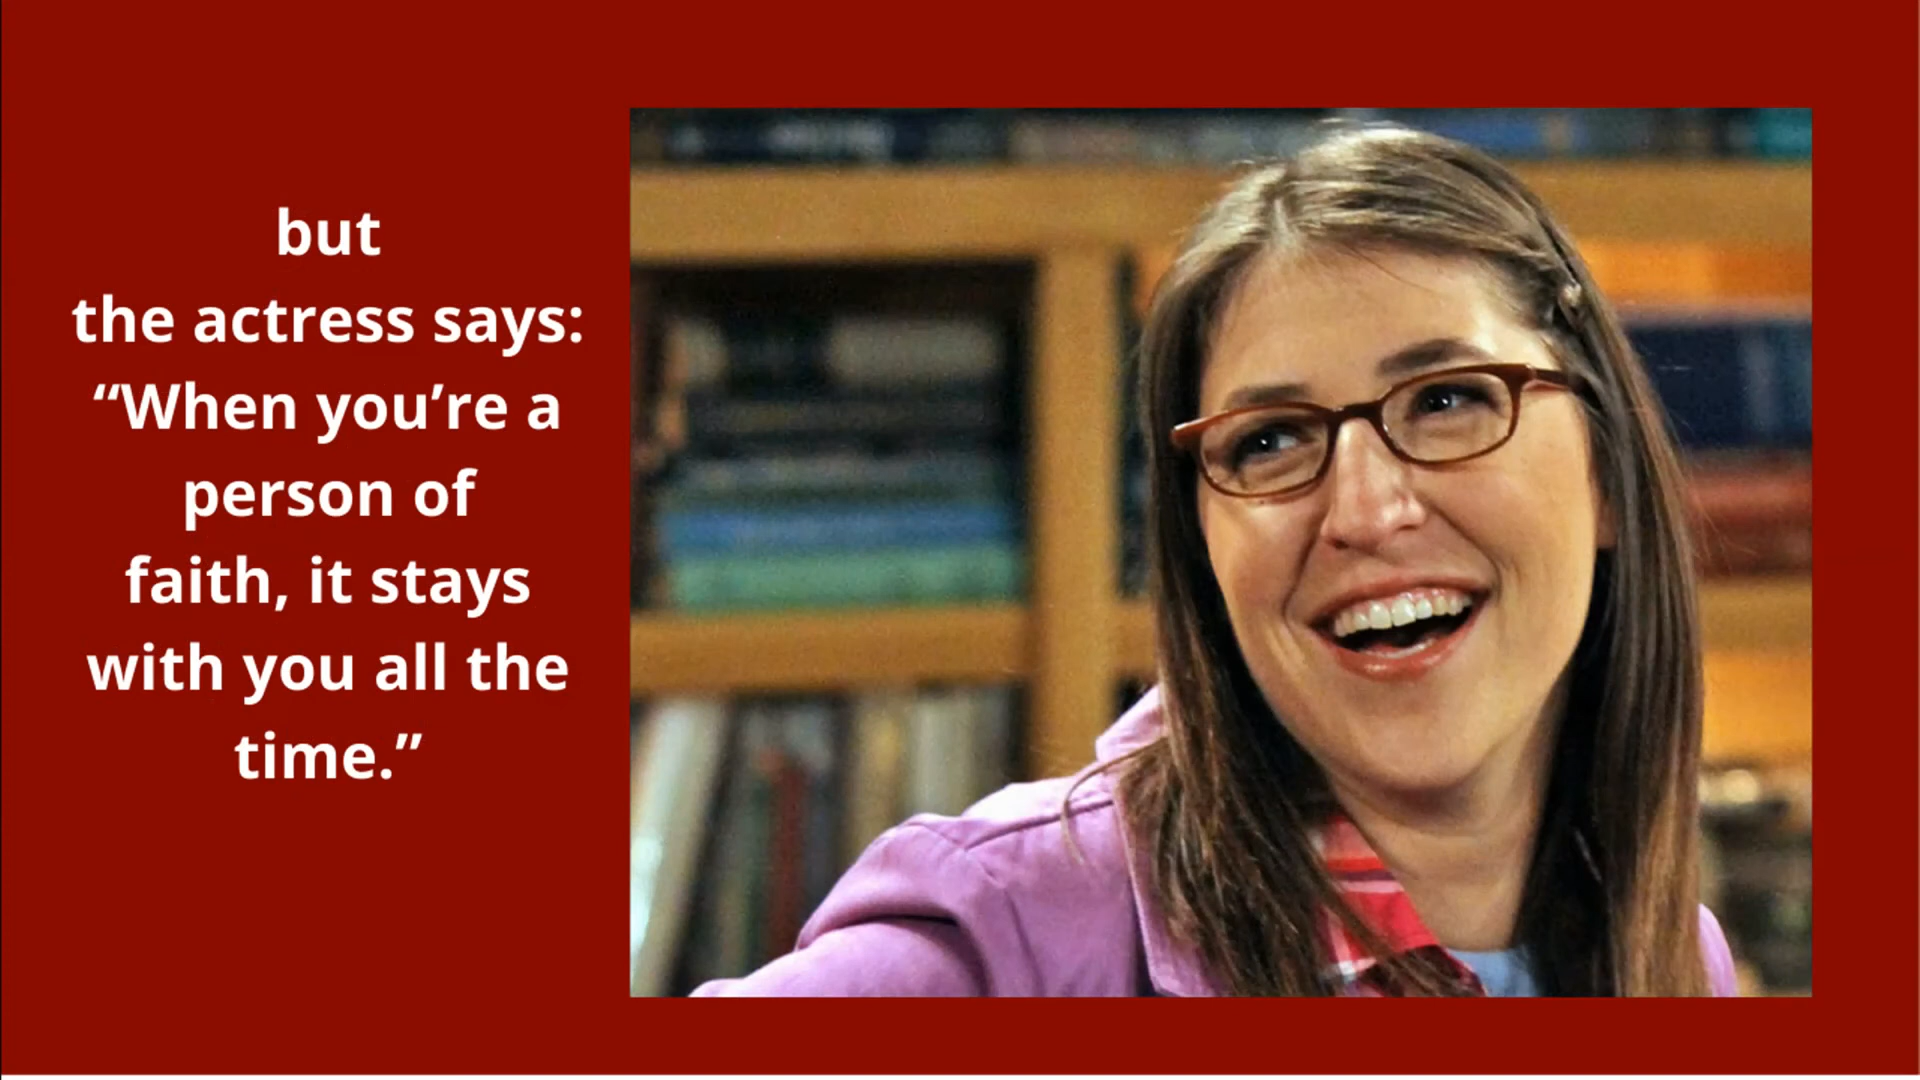 but
the actress says:
“When you’re a
person of
faith, it stays
with you all the
time.”